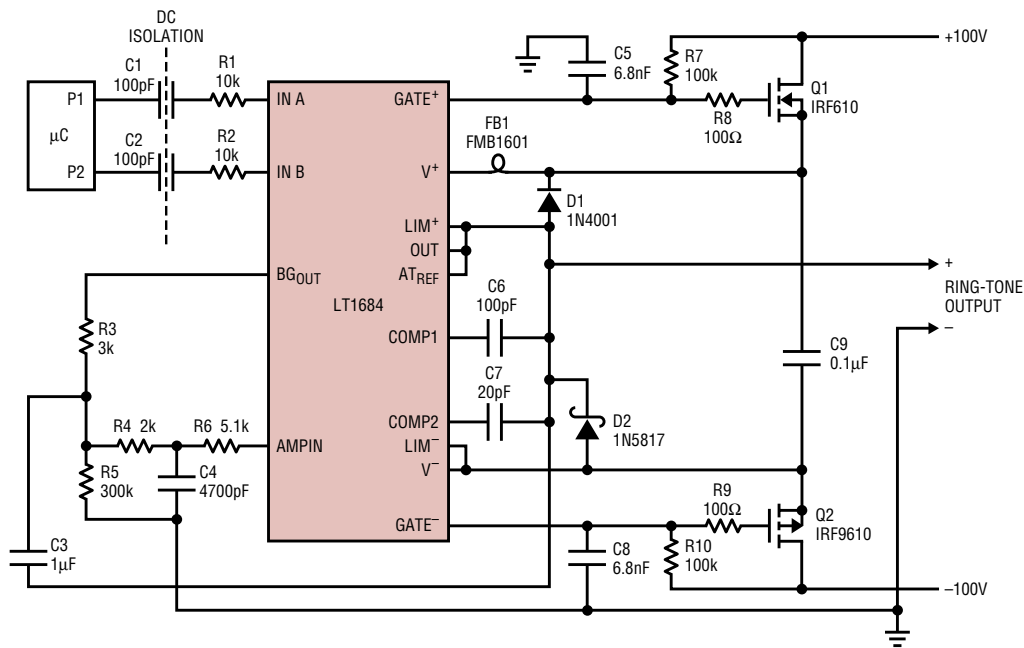 DC
ISOLATION
C1
100pF
R1
10k
P1
µC
P2
C2
100pF
R2
10k
IN A
IN B
GATE+
V+
LIM+
OUT
ATREF
BGOUT
LT1684
COMP1
COMP2
LIM–
V–
AMPIN
GATE–
C5
6.8nF
R7
100k
R8
100Ω
Q1
IRF610
+100V
FB1
FMB1601
D1
1N4001
C6
100pF
C7
20pF
+
RING-TONE
OUTPUT
–
C9
0.1µF
D2
1N5817
R3
3k
R4 2k
R6 5.1k
R5
300k
C4
4700pF
C3
1µF
R9
100Ω
Q2
IRF9610
C8
6.8nF
R10
100k
–100V